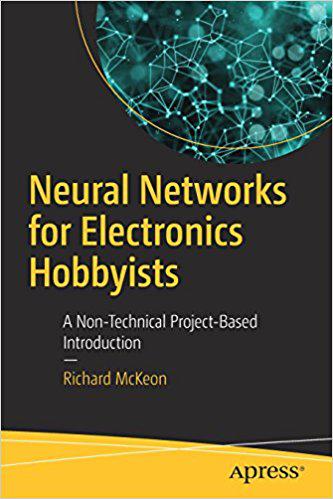 Neural Networks
for Electronics
Hobbyists
A Non-Technical Project-Based
Introduction
—
Richard McKeon
Apress®